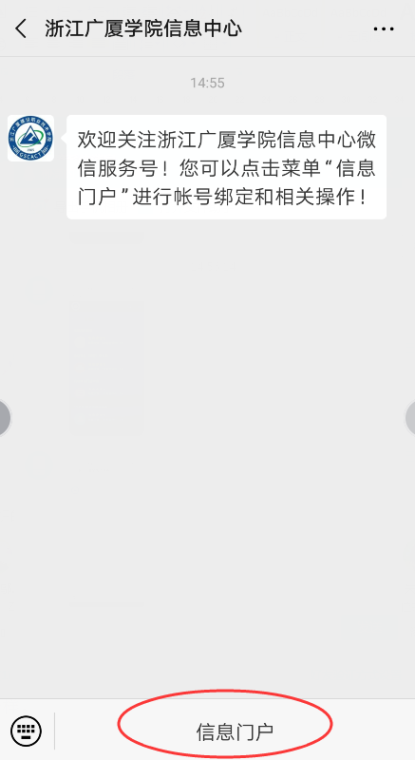 浙江广厦学院信息中心
14:55
欢迎关注浙江广厦学院信息中心微
信服务号！您可以点击菜单“信息
门户”进行帐号绑定和相关操作！
信息门户